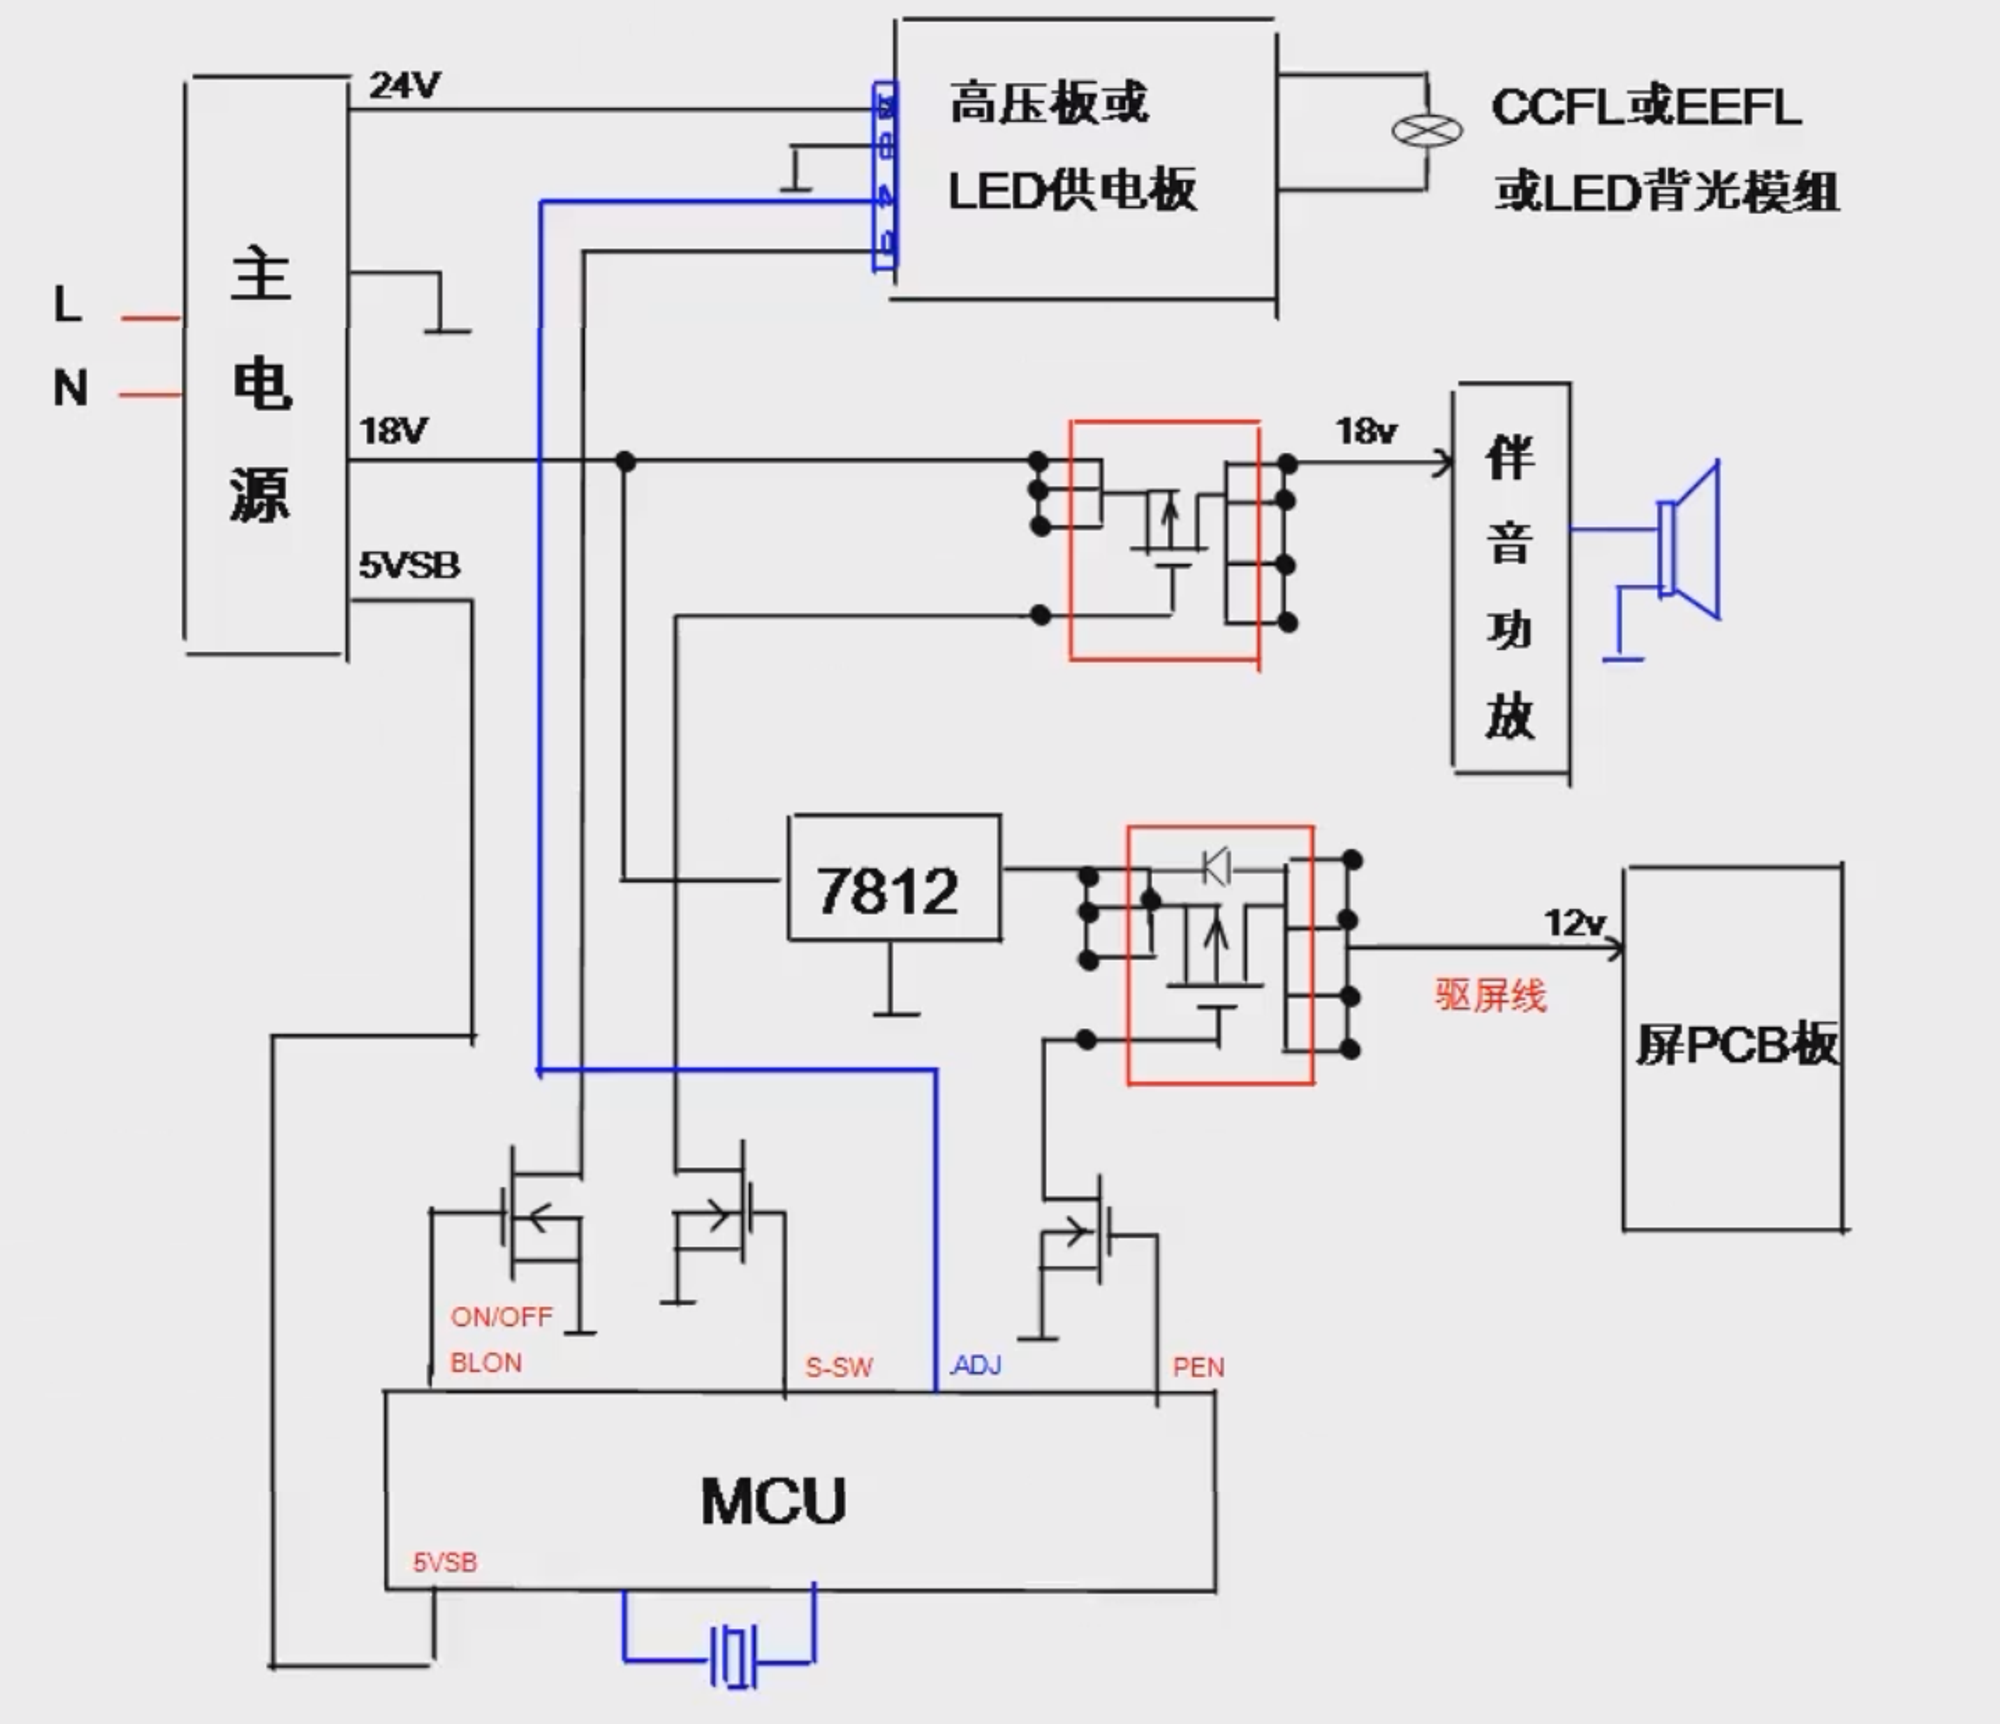 24V
高压板或
LED供电板
CCFL或EEFL
或LED背光模组
L
N
主
电
源
18V
18v
伴
音
功
放
5VSB
7812
12v
驱屏线
屏PCB板
ON/OFF
BLON
S-SW
ADJ
PEN
MCU
5VSB